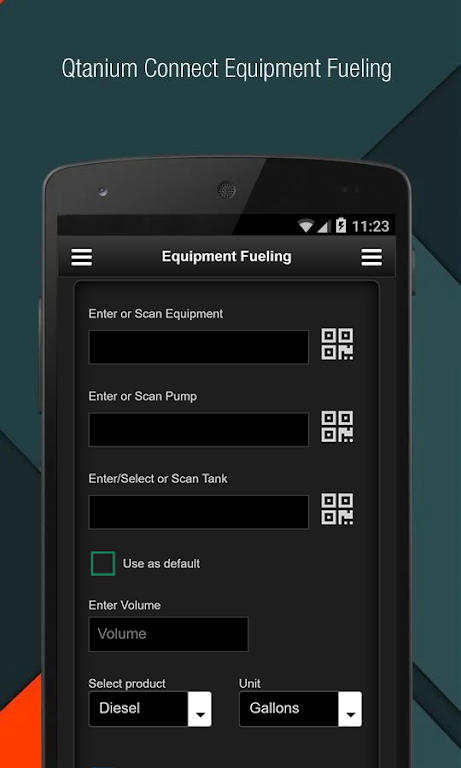 Qtanium Connect Equipment Fueling
11:23
Equipment Fueling
Enter or Scan Equipment
Enter or Scan Pump
Enter/Select or Scan Tank
Use as default
Enter Volume
Volume
Select product Unit
Diesel Gallons